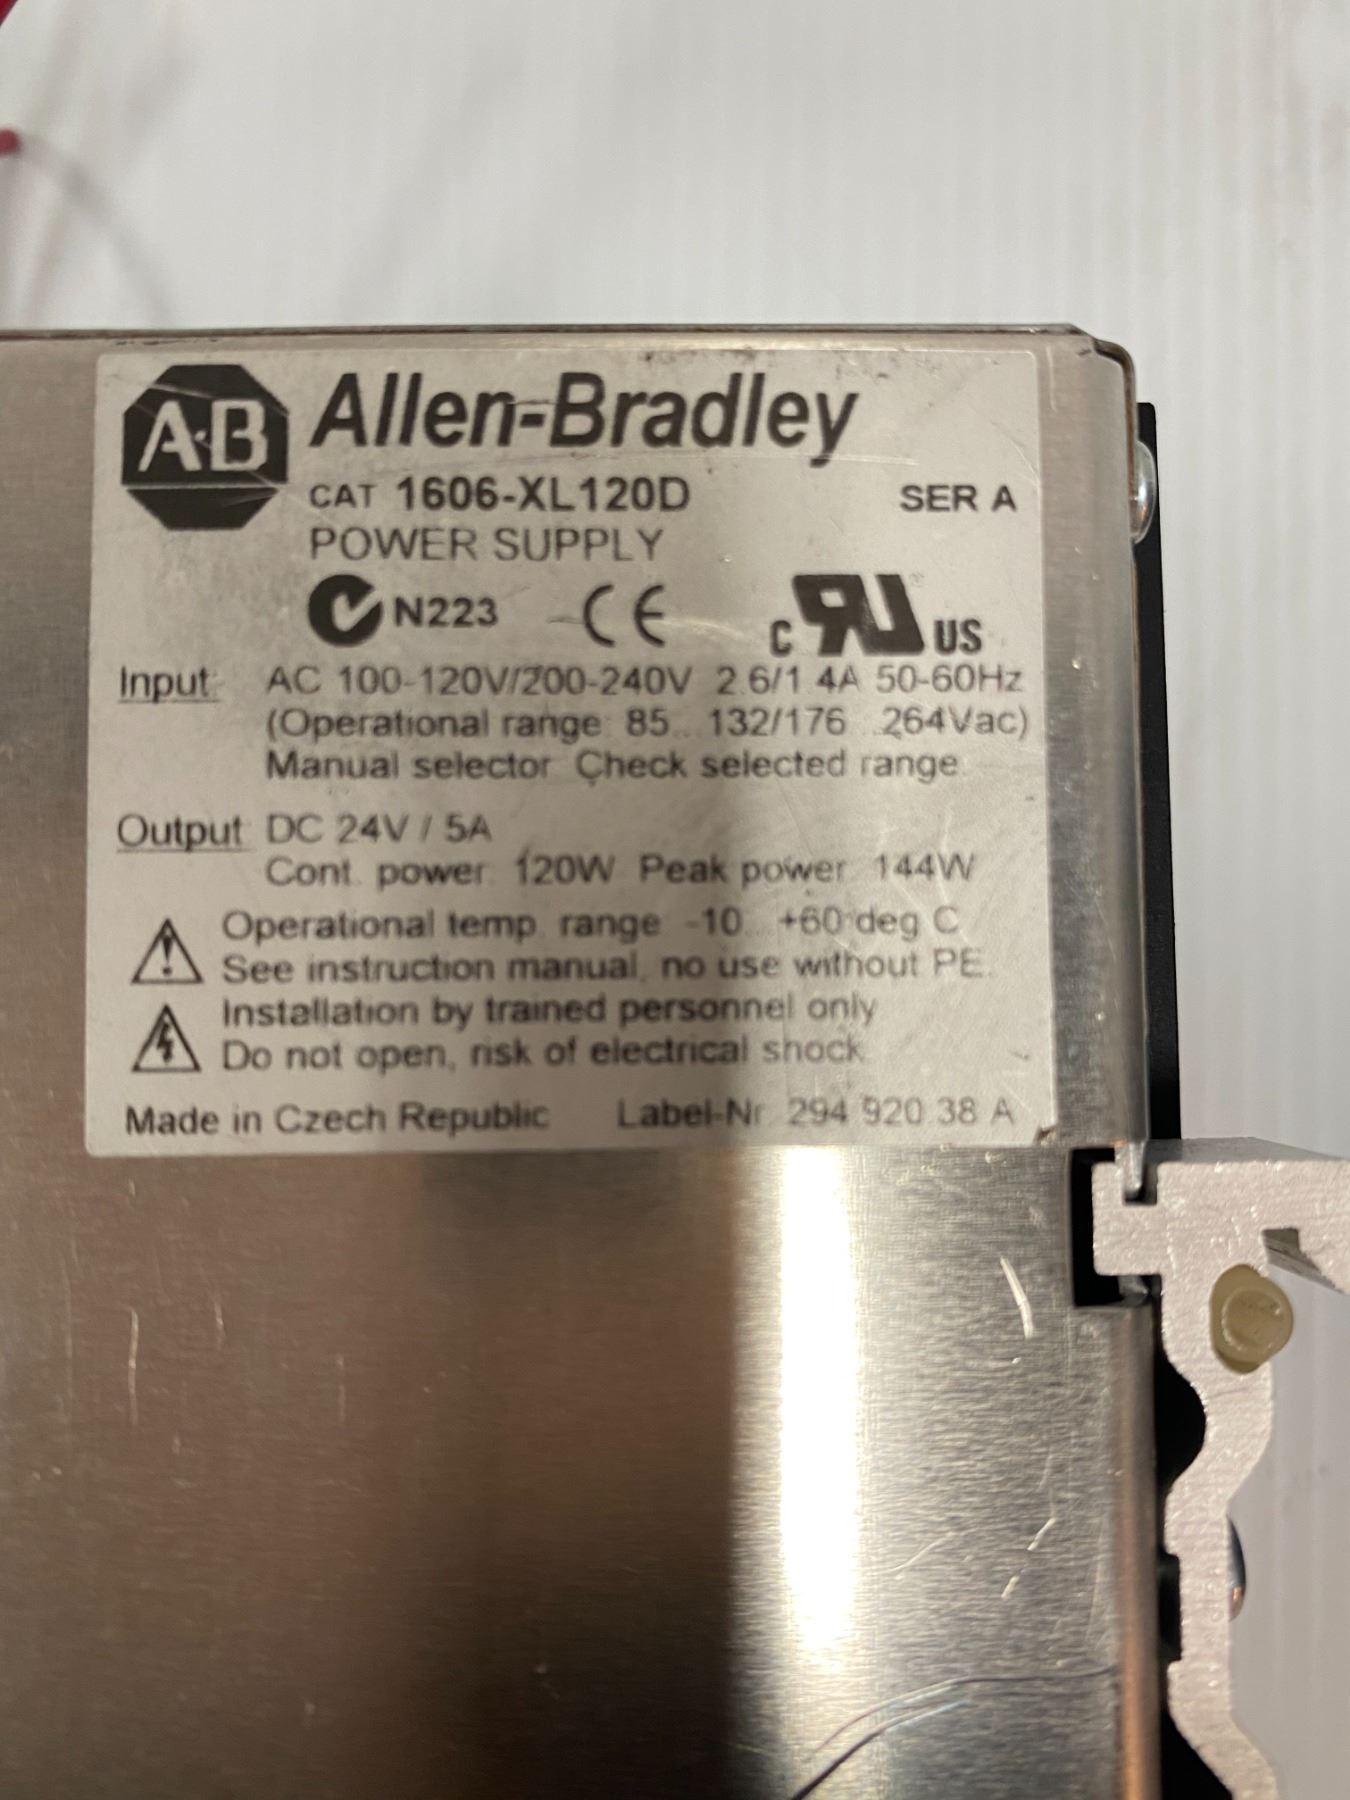 A·B Allen-Bradley
CAT 1606-XL120D SER A
POWER SUPPLY
N223 CE c RU US
Input: AC 100-120V/200-240V 2.6/1.4A 50-60Hz
(Operational range: 85...132/176...264Vac)
Manual selector. Check selected range.
Output: DC 24V / 5A
Cont. power: 120W Peak power: 144W
Operational temp. range -10...+60 deg C
See instruction manual, no use without PE.
Installation by trained personnel only
Do not open, risk of electrical shock.
Made in Czech Republic Label-Nr. 294 920.38 A